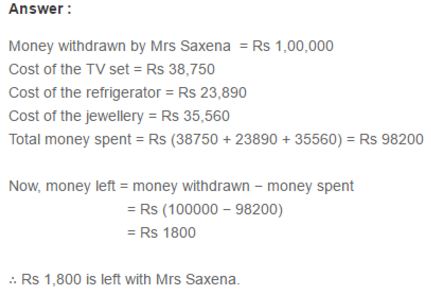 Answer :
Money withdrawn by Mrs Saxena = Rs 1,00,000
Cost of the TV set = Rs 38,750
Cost of the refrigerator = Rs 23,890
Cost of the jewellery = Rs 35,560
Total money spent = Rs (38750 + 23890 + 35560) = Rs 98200
Now, money left = money withdrawn − money spent
= Rs (100000 − 98200)
= Rs 1800
∴ Rs 1,800 is left with Mrs Saxena.